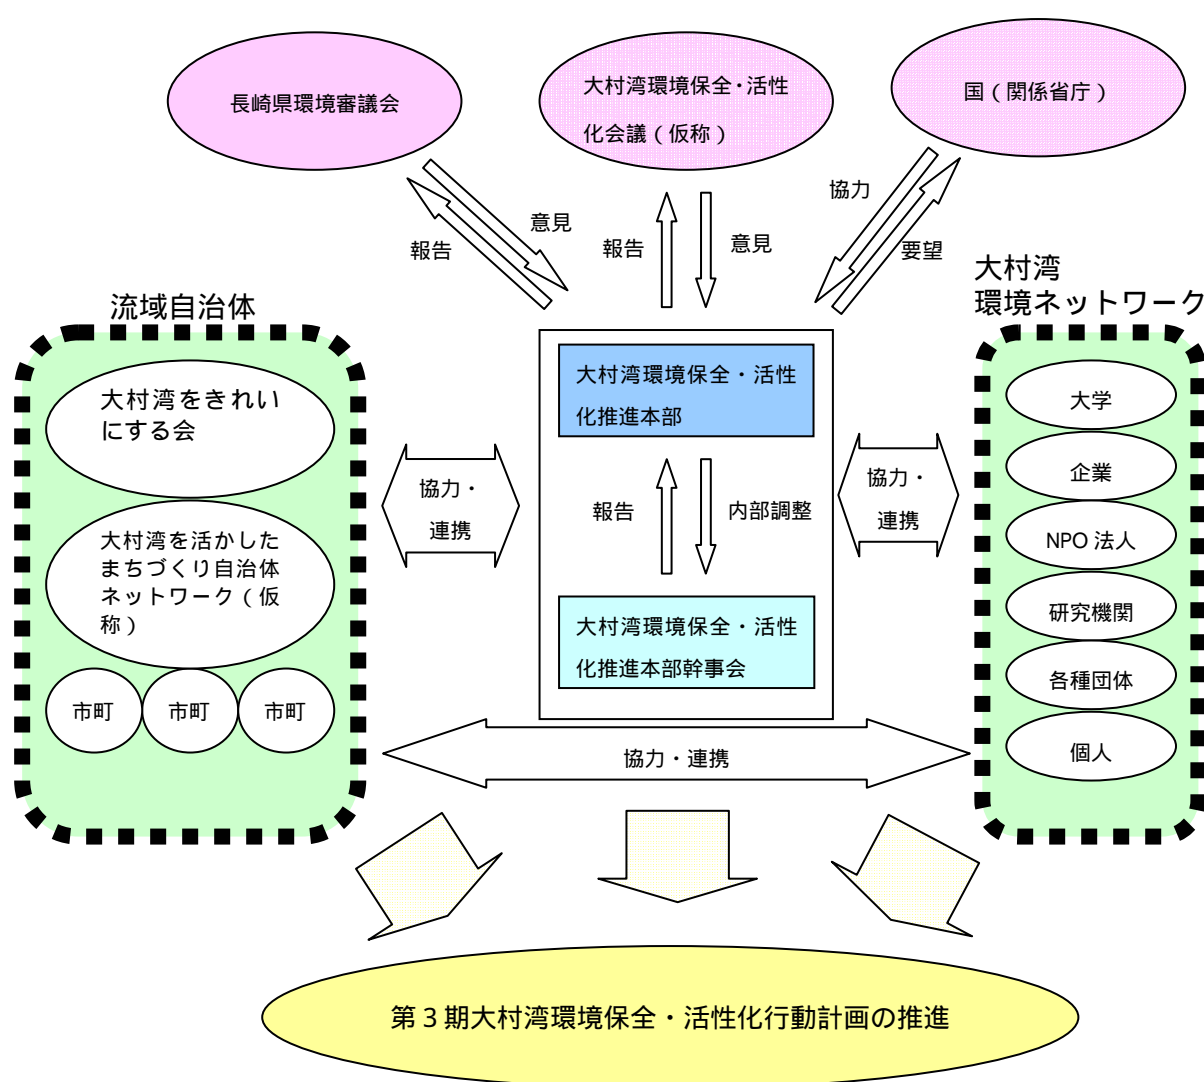 長崎県環境審議会
大村湾環境保全・活性
化会議（仮称）
国（関係省庁）
報告
意見
報告
意見
協力
要望
流域自治体
大村湾をきれい
にする会
大村湾を活かした
まちづくり自治体
ネットワーク（仮
称）
市町
市町
市町
協力・
連携
大村湾環境保全・活性
化推進本部
報告
内部調整
大村湾環境保全・活性
化推進本部幹事会
協力・
連携
大村湾
環境ネットワーク
大学
企業
NPO 法人
研究機関
各種団体
個人
協力・連携
第３期大村湾環境保全・活性化行動計画の推進